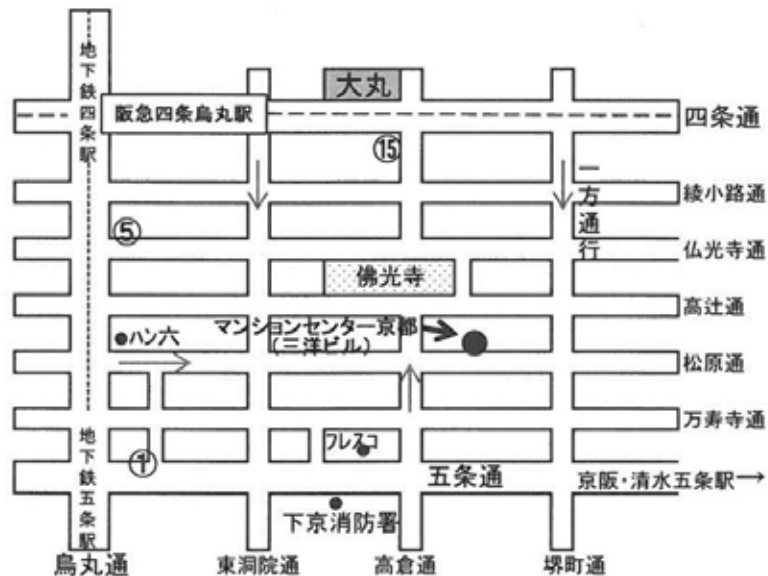 地下鉄四条駅
大丸
阪急四条烏丸駅
四条通
⑮
一方通行
綾小路通
⑤
仏光寺通
佛光寺
高辻通
マンションセンター京都
(三洋ビル)
ハン六
松原通
万寿寺通
地下鉄五条駅
フレスコ
①
五条通
京阪・清水五条駅→
下京消防署
烏丸通
東洞院通
高倉通
堺町通